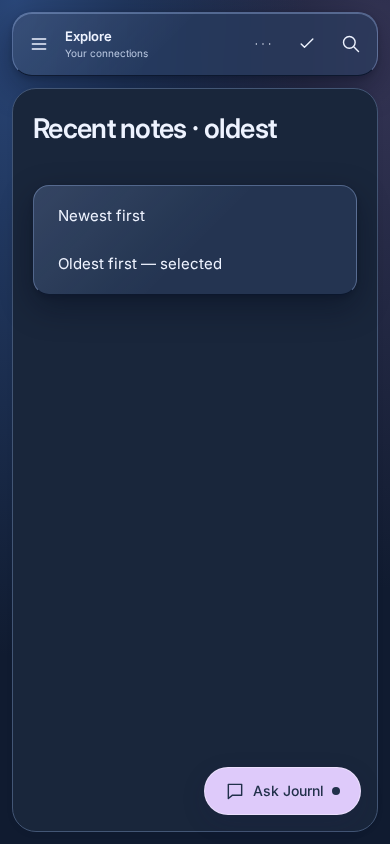 Explore
Your connections
Recent notes · oldest
Newest first
Oldest first — selected
Ask Journl